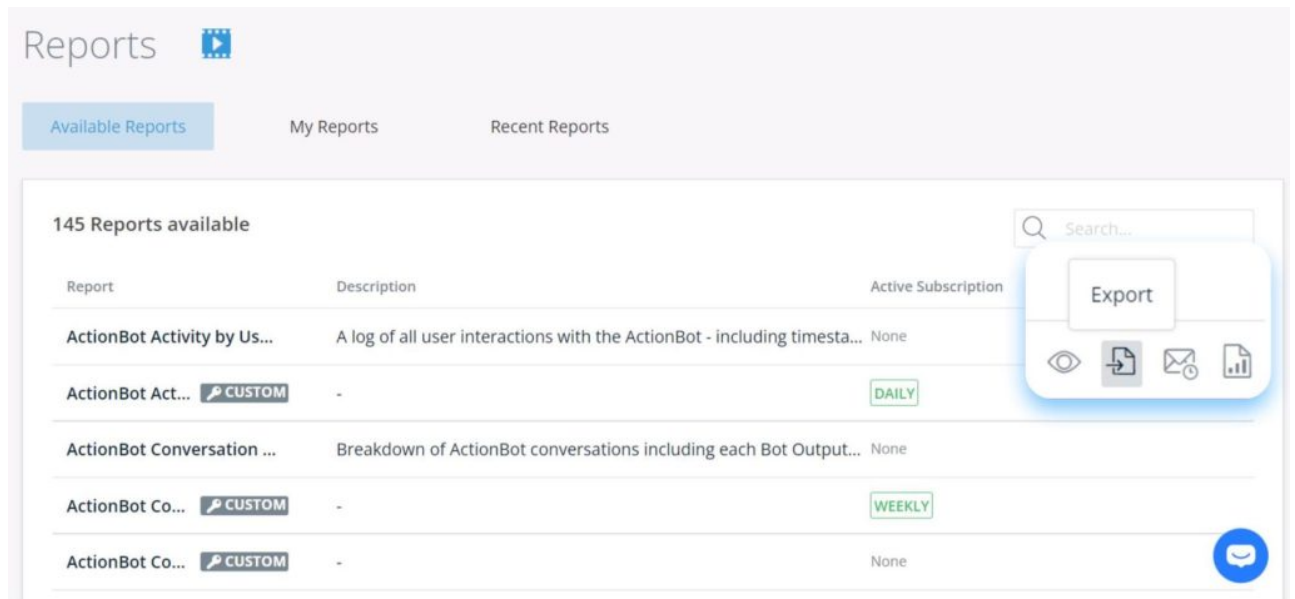 Reports
Available Reports My Reports Recent Reports
145 Reports available
Search...
Report Description Active Subscription
Export
ActionBot Activity by Us... A log of all user interactions with the ActionBot - including timesta... None
ActionBot Act... CUSTOM - DAILY
ActionBot Conversation ... Breakdown of ActionBot conversations including each Bot Output... None
ActionBot Co... CUSTOM - WEEKLY
ActionBot Co... CUSTOM - None